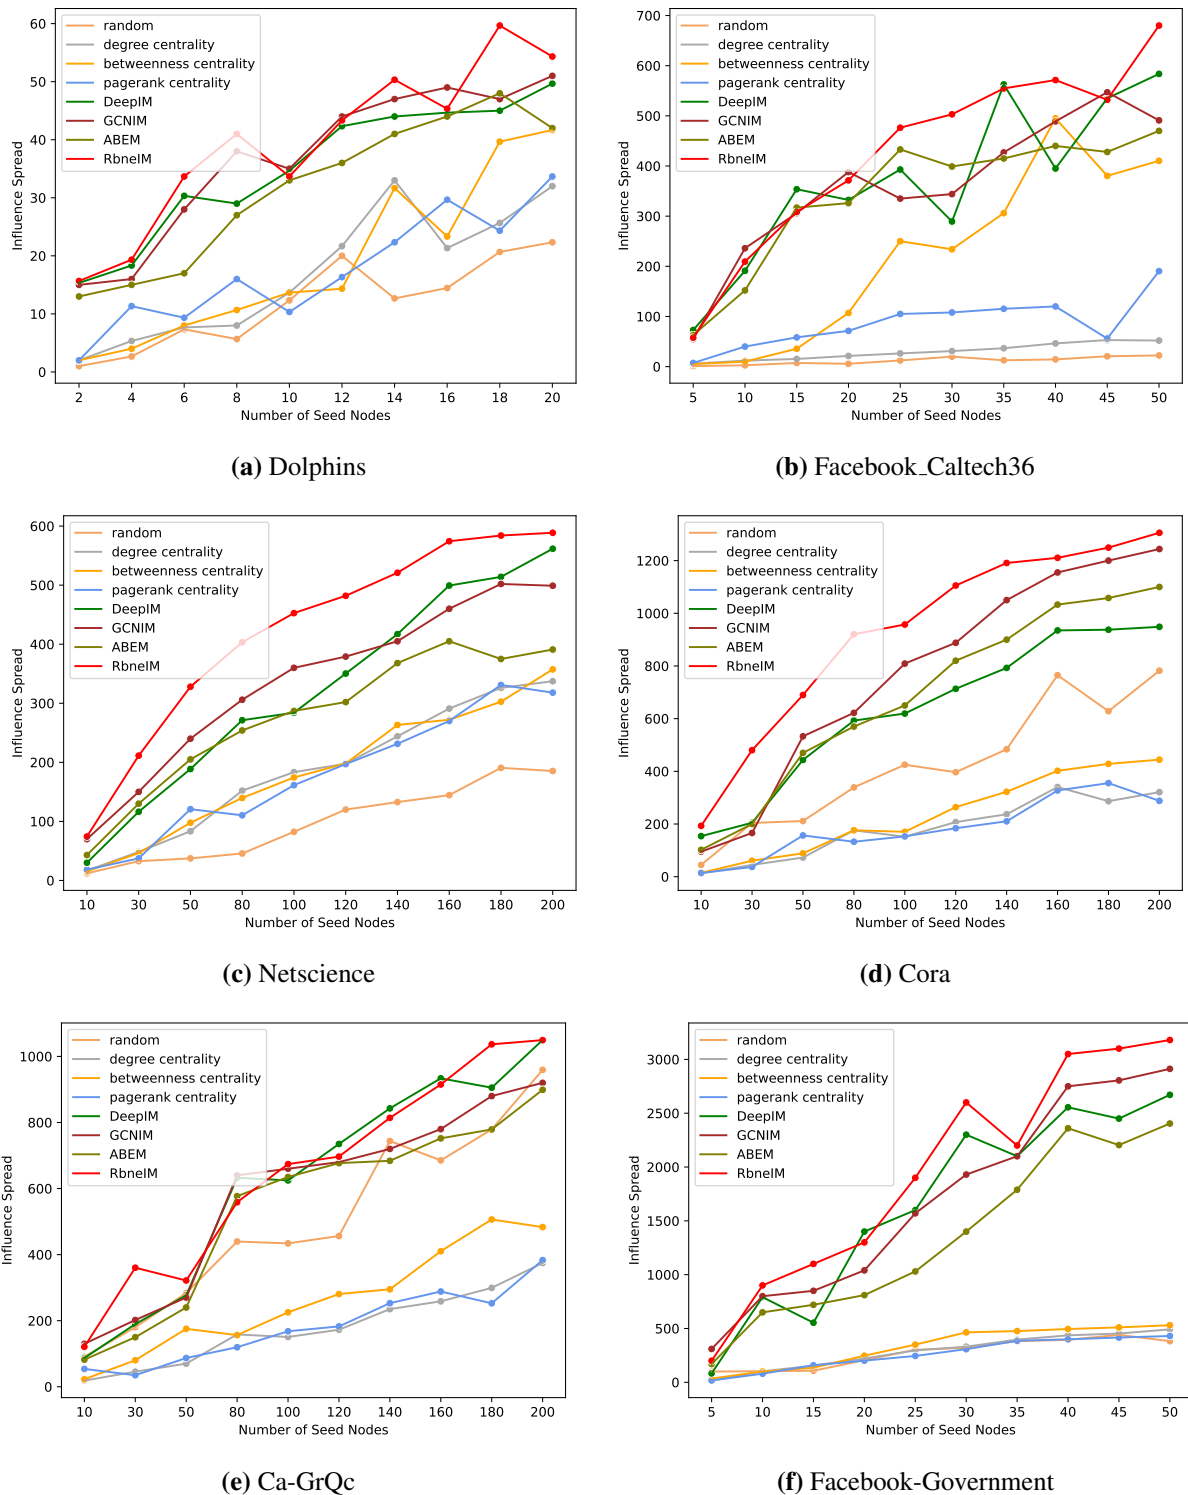 60
50
40
30
20
10
0
Influence Spread
random
degree centrality
betweenness centrality
pagerank centrality
DeepIM
GCNIM
ABEM
RbneIM
2 4 6 8 10 12 14 16 18 20
Number of Seed Nodes
(a) Dolphins
700
600
500
400
300
200
100
0
Influence Spread
random
degree centrality
betweenness centrality
pagerank centrality
DeepIM
GCNIM
ABEM
RbneIM
5 10 15 20 25 30 35 40 45 50
Number of Seed Nodes
(b) Facebook_Caltech36
600
500
400
300
200
100
0
Influence Spread
random
degree centrality
betweenness centrality
pagerank centrality
DeepIM
GCNIM
ABEM
RbneIM
10 30 50 80 100 120 140 160 180 200
Number of Seed Nodes
(c) Netscience
1200
1000
800
600
400
200
0
Influence Spread
random
degree centrality
betweenness centrality
pagerank centrality
DeepIM
GCNIM
ABEM
RbneIM
10 30 50 80 100 120 140 160 180 200
Number of Seed Nodes
(d) Cora
1000
800
600
400
200
0
Influence Spread
random
degree centrality
betweenness centrality
pagerank centrality
DeepIM
GCNIM
ABEM
RbneIM
10 30 50 80 100 120 140 160 180 200
Number of Seed Nodes
(e) Ca-GrQc
3000
2500
2000
1500
1000
500
0
Influence Spread
random
degree centrality
betweenness centrality
pagerank centrality
DeepIM
GCNIM
ABEM
RbneIM
5 10 15 20 25 30 35 40 45 50
Number of Seed Nodes
(f) Facebook-Government